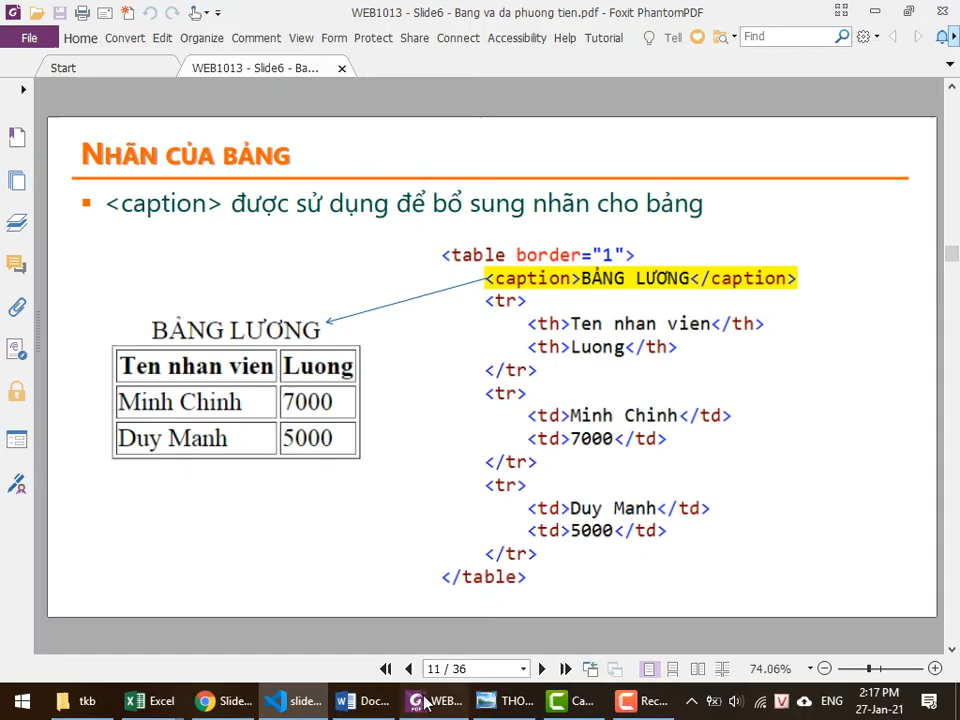 WEB1013 - Slide6 - Bang va da phuong tien.pdf - Foxit PhantomPDF
File Home Convert Edit Organize Comment View Form Protect Share Connect Accessibility Help Tutorial Tell Find
Start WEB1013 - Slide6 - Ba...
NHÃN CỦA BẢNG
<caption> được sử dụng để bổ sung nhãn cho bảng
<table border="1">
<caption>BẢNG LƯƠNG</caption>
<tr>
<th>Ten nhan vien</th>
<th>Luong</th>
</tr>
<tr>
<td>Minh Chinh</td>
<td>7000</td>
</tr>
<tr>
<td>Duy Manh</td>
<td>5000</td>
</tr>
</table>
BẢNG LƯƠNG
Ten nhan vien Luong
Minh Chinh 7000
Duy Manh 5000
11 / 36 74.06%
tkb Excel Slide... slide... Doc... WEB... THO... Ca... Rec... ENG 2:17 PM
27-Jan-21